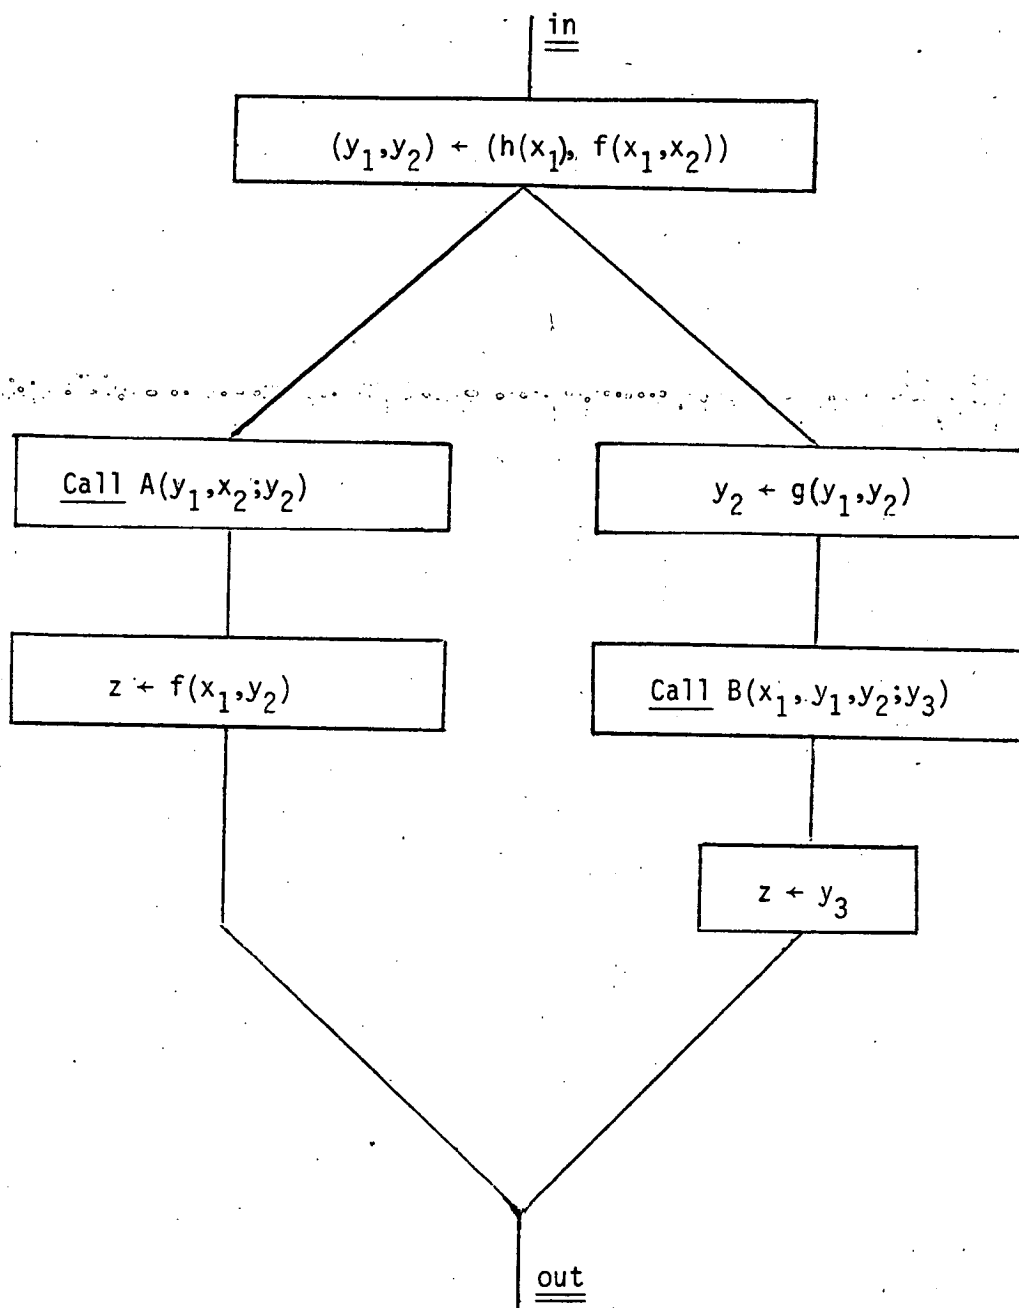 in
(y₁,y₂) ← (h(x₁), f(x₁,x₂))
Call A(y₁,x₂;y₂)
y₂ ← g(y₁,y₂)
z ← f(x₁,y₂)
Call B(x₁,y₁,y₂;y₃)
z ← y₃
out